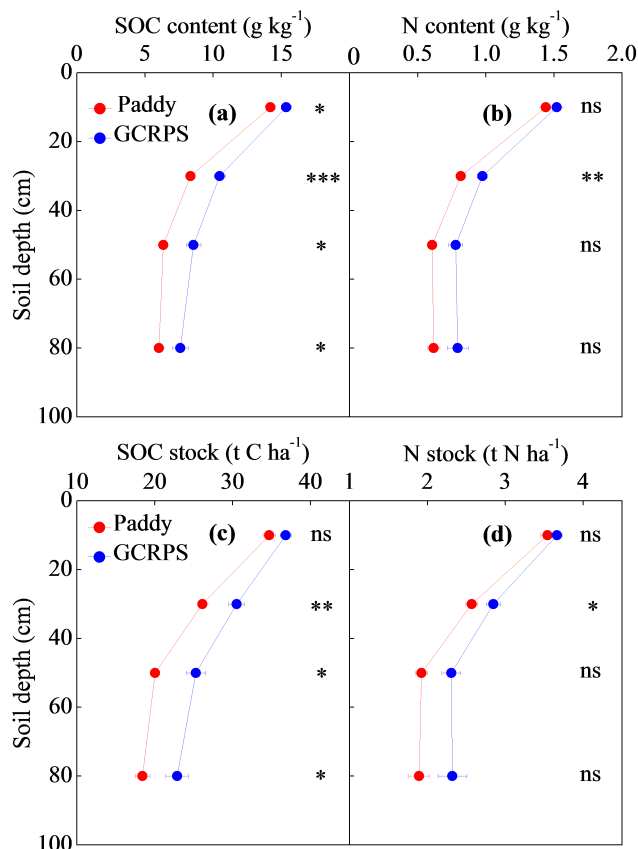 SOC content (g kg⁻¹) N content (g kg⁻¹)
0 5 10 15 0 0.5 1.0 1.5 2.0
0
20
40
60
80
100
Soil depth (cm)
Paddy
GCRPS
(a)
*
***
*
*
(b)
ns
**
ns
ns
SOC stock (t C ha⁻¹) N stock (t N ha⁻¹)
10 20 30 40 1 2 3 4
0
20
40
60
80
100
Soil depth (cm)
Paddy
GCRPS
(c)
ns
**
*
*
(d)
ns
*
ns
ns